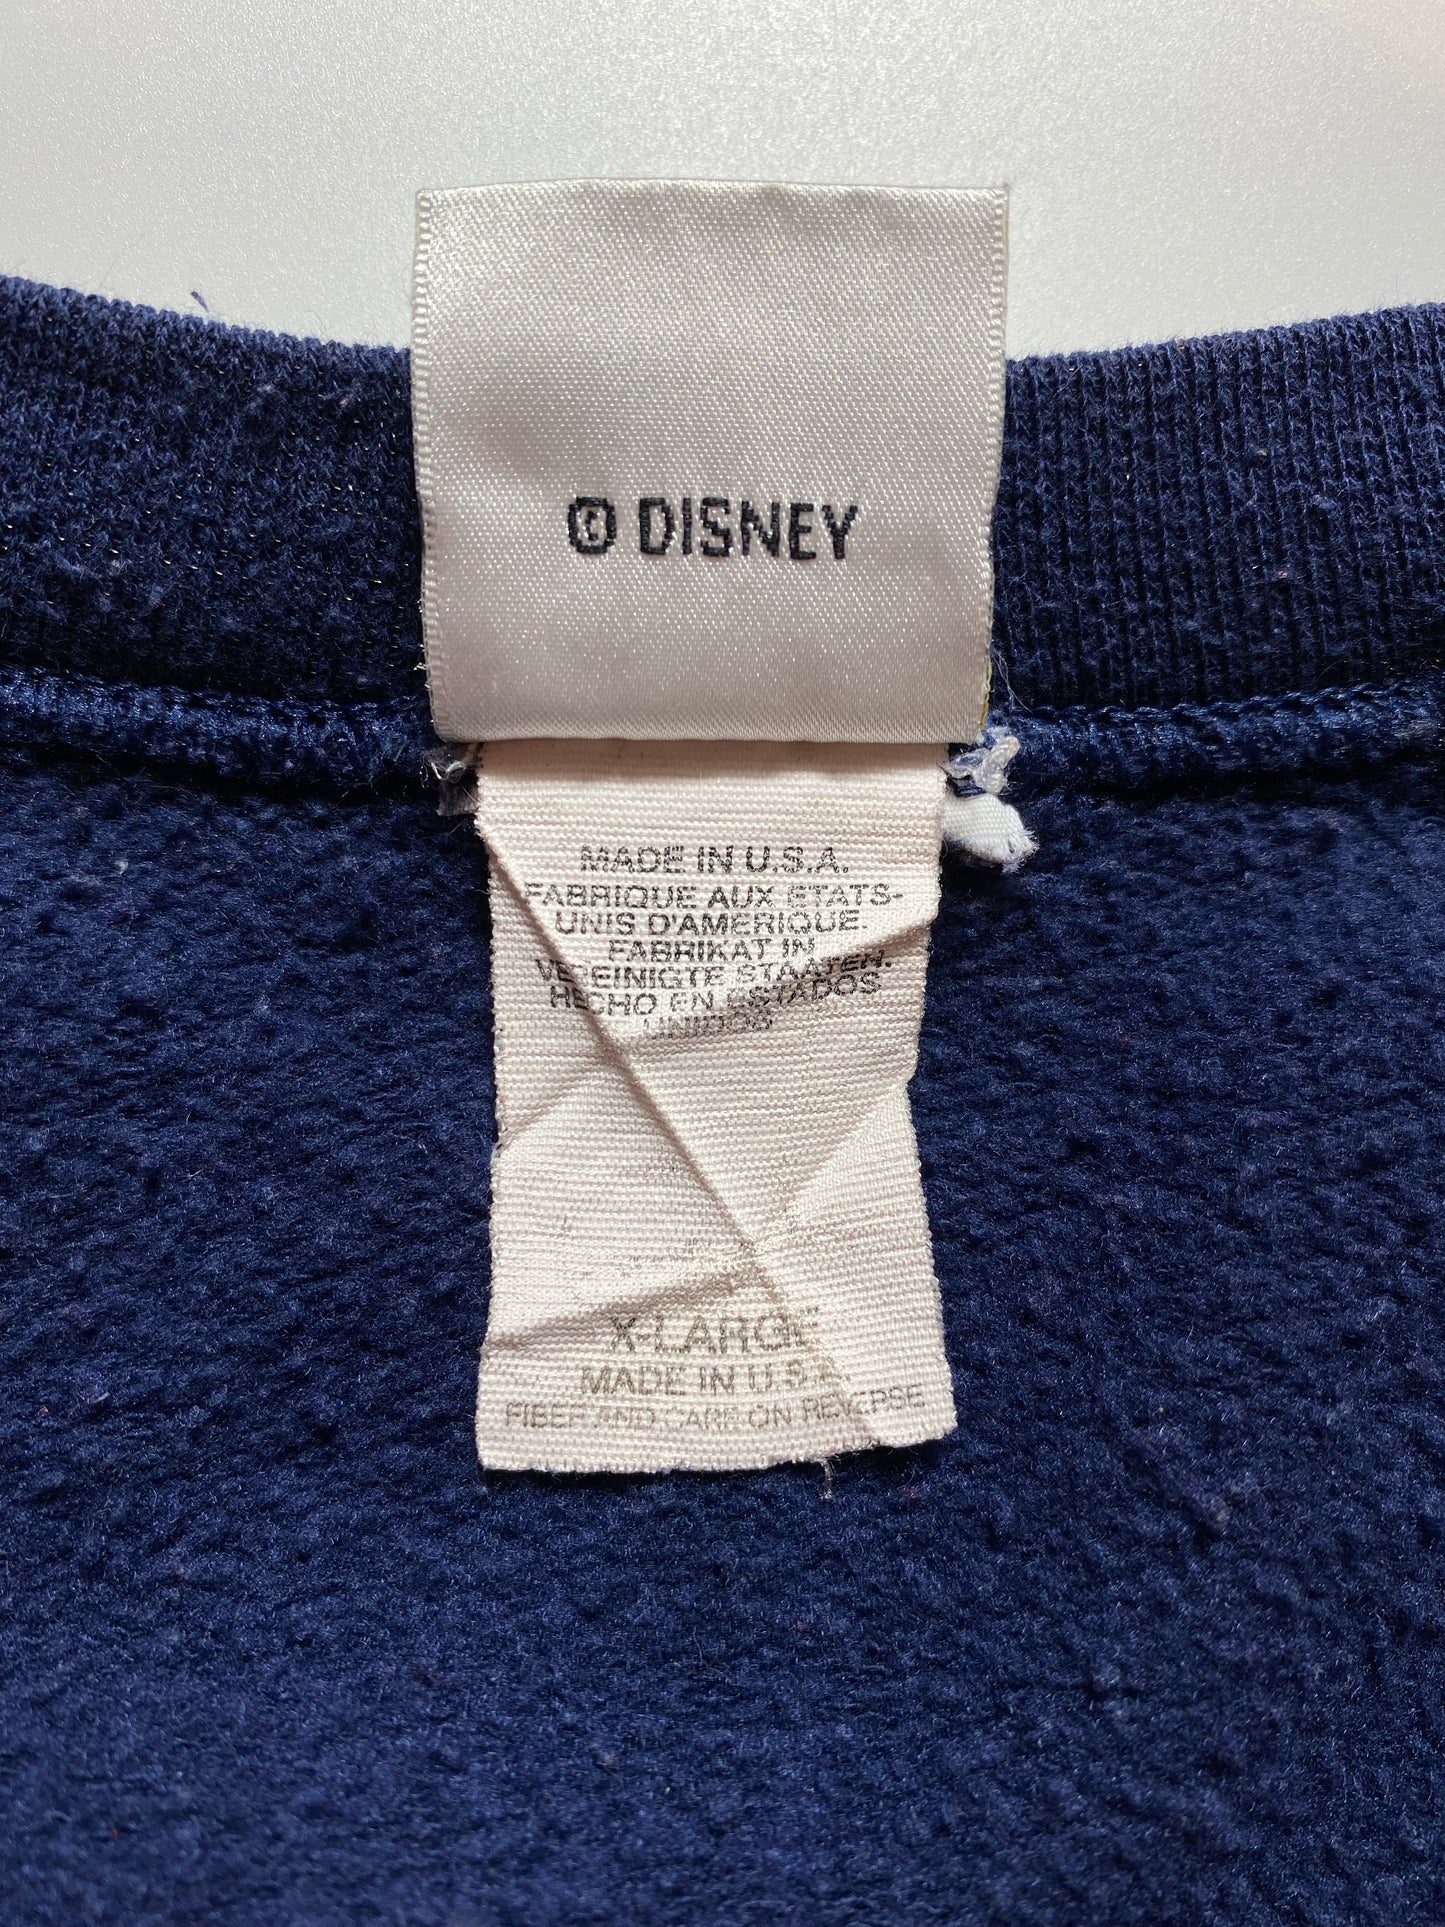 © DISNEY
MADE IN U.S.A.
FABRIQUE AUX ETATS-
UNIS D'AMERIQUE.
FABRIKAT IN
VEREINIGTE STAATEN.
HECHO EN ESTADOS
UNIDOS
X-LARGE
MADE IN U.S.A.
FIBER AND CARE ON REVERSE